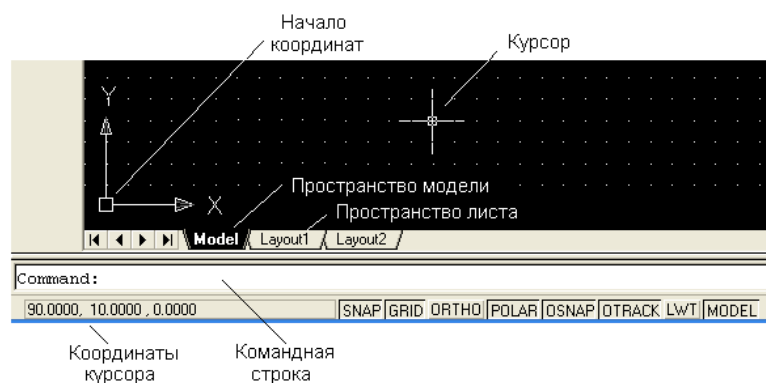 Начало
координат
Курсор
Y
X
Пространство модели
Пространство листа
Model Layout1 Layout2
Command:
90.0000, 10.0000 , 0.0000 SNAP GRID ORTHO POLAR OSNAP OTRACK LWT MODEL
Координаты
курсора
Командная
строка